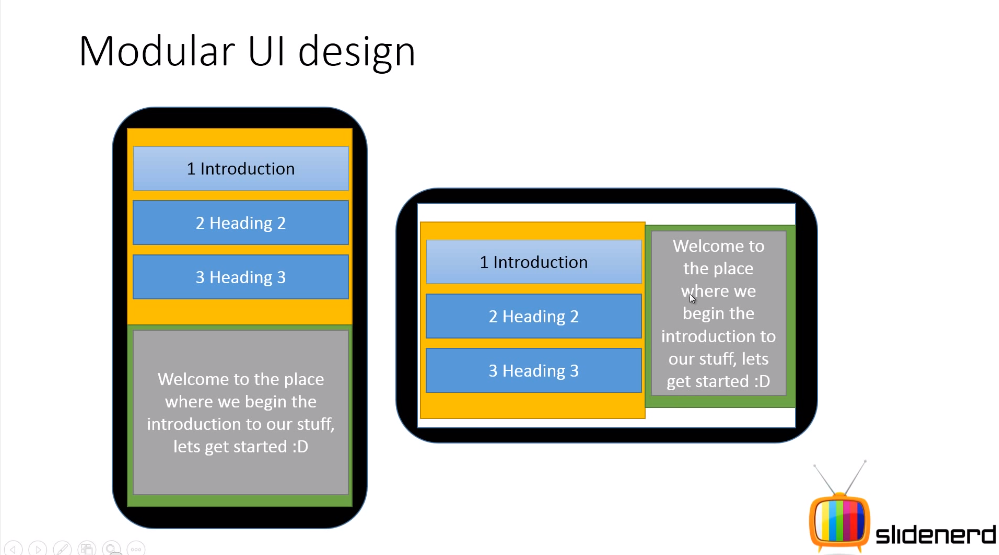 Modular UI design
1 Introduction
2 Heading 2
3 Heading 3
Welcome to the place
where we begin the
introduction to our stuff,
lets get started :D
1 Introduction
2 Heading 2
3 Heading 3
Welcome to
the place
where we
begin the
introduction to
our stuff, lets
get started :D
slidenerd